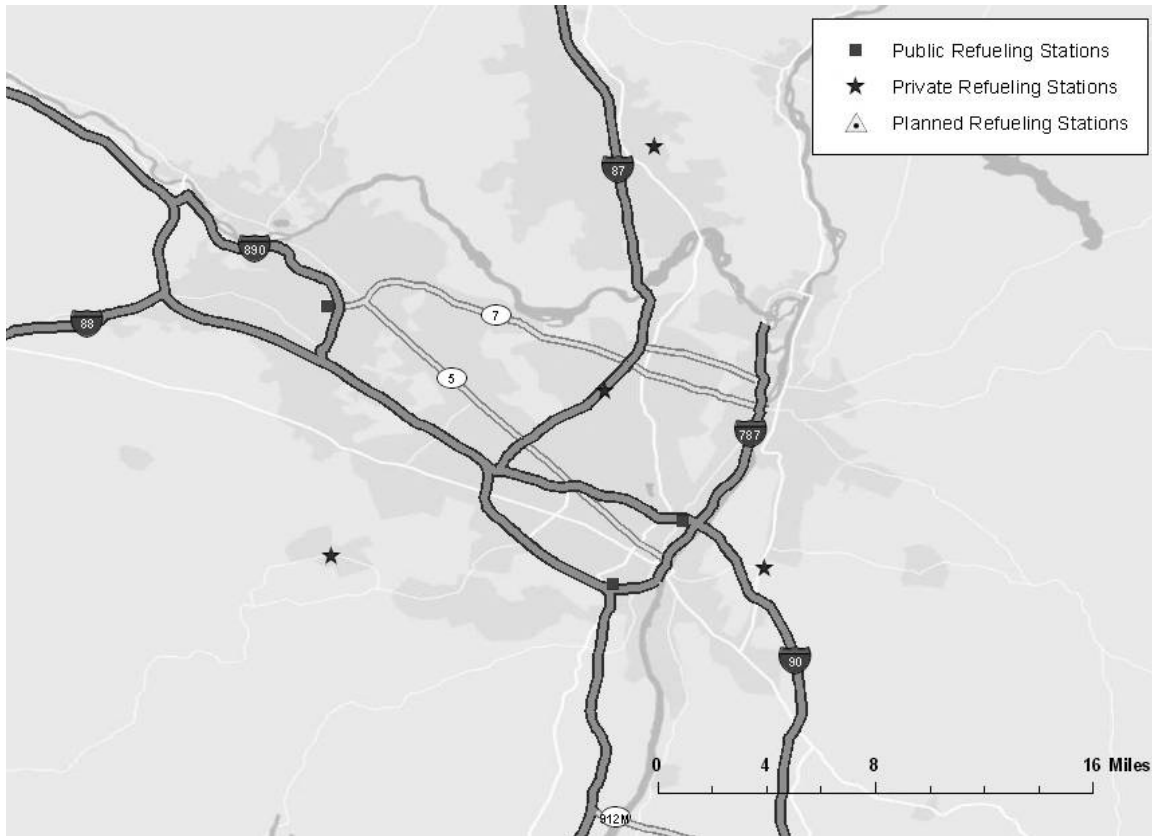 Public Refueling Stations
Private Refueling Stations
Planned Refueling Stations
87
890
88
7
5
787
90
0 4 8 16 Miles
912M